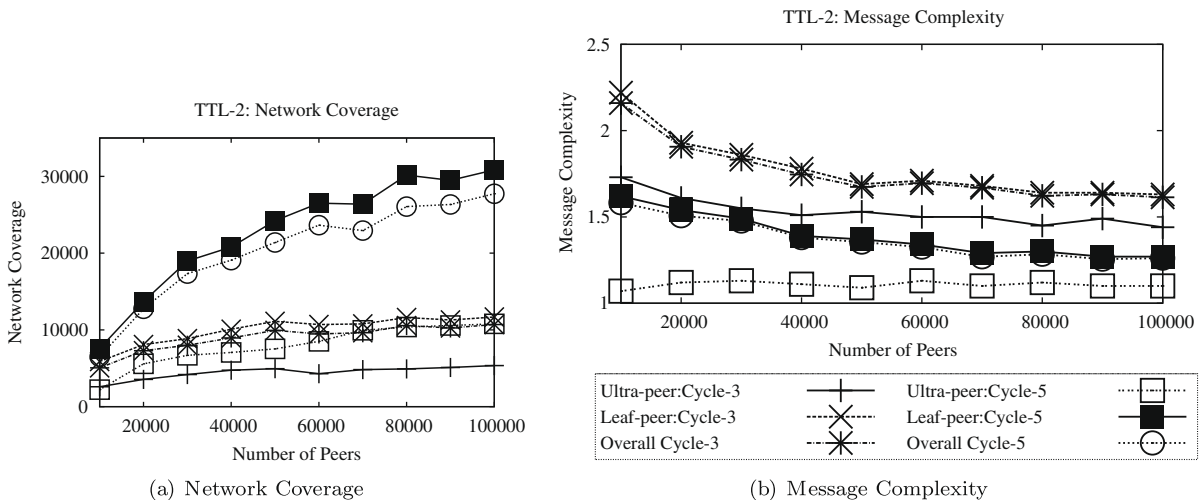 TTL-2: Network Coverage
Network Coverage
30000
20000
10000
0
20000 40000 60000 80000 100000
Number of Peers
(a) Network Coverage
TTL-2: Message Complexity
Message Complexity
2.5
2
1.5
1
20000 40000 60000 80000 100000
Number of Peers
Ultra-peer:Cycle-3 Ultra-peer:Cycle-5
Leaf-peer:Cycle-3 Leaf-peer:Cycle-5
Overall Cycle-3 Overall Cycle-5
(b) Message Complexity